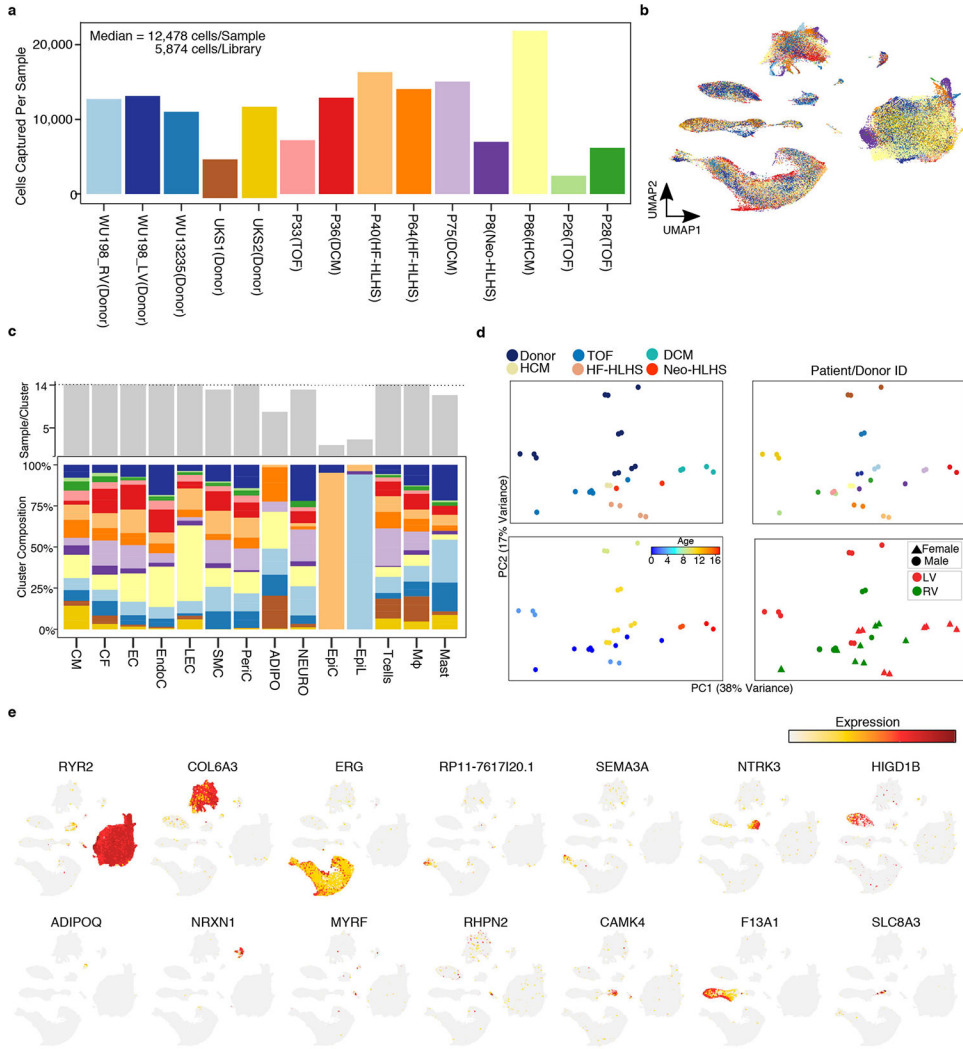 a
Median = 12,478 cells/Sample
5,874 cells/Library
Cells Captured Per Sample
20,000
10,000
0
WU198_RV(Donor)
WU198_LV(Donor)
WU13235(Donor)
UKS1(Donor)
UKS2(Donor)
P33(TOF)
P36(DCM)
P40(HF-HLHS)
P64(HF-HLHS)
P75(DCM)
P8(Neo-HLHS)
P86(HCM)
P26(TOF)
P28(TOF)
b
UMAP2
UMAP1
c
Sample/Cluster
14
5
Cluster Composition
100%
75%
50%
25%
0%
CM
CF
EC
EndoC
LEC
SMC
PeriC
ADIPO
NEURO
EpiC
EpiL
Tcells
Mφ
Mast
d
Donor
TOF
DCM
HCM
HF-HLHS
Neo-HLHS
Patient/Donor ID
PC2 (17% Variance)
Age
0 4 8 12 16
Female
Male
LV
RV
PC1 (38% Variance)
e
Expression
RYR2
COL6A3
ERG
RP11-7617I20.1
SEMA3A
NTRK3
HIGD1B
ADIPOQ
NRXN1
MYRF
RHPN2
CAMK4
F13A1
SLC8A3